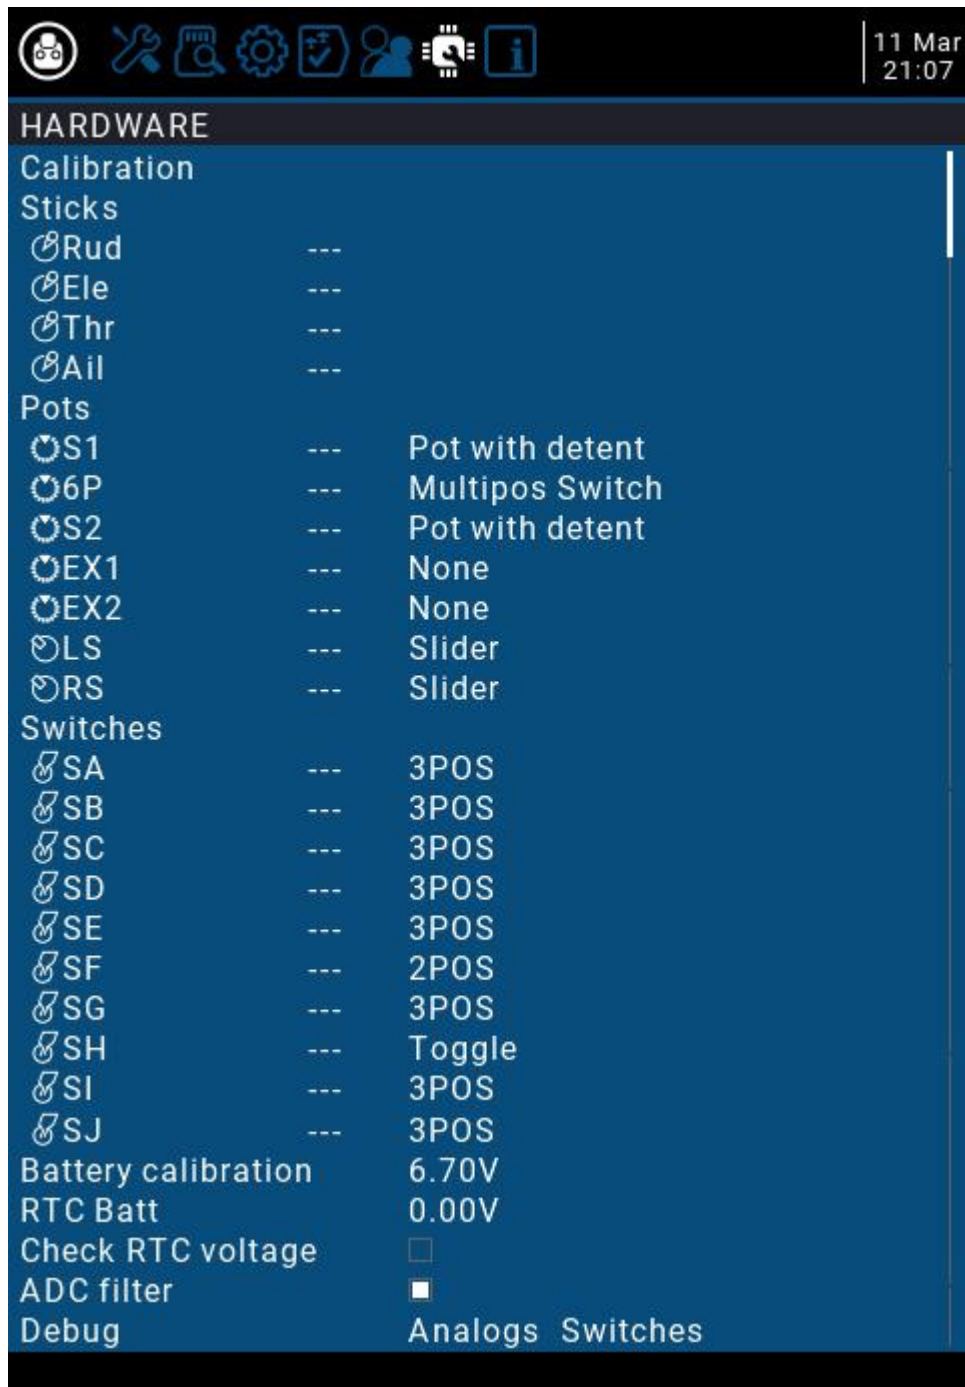 11 Mar
21:07
HARDWARE
Calibration
Sticks
Rud ---
Ele ---
Thr ---
Ail ---
Pots
S1 --- Pot with detent
6P --- Multipos Switch
S2 --- Pot with detent
EX1 --- None
EX2 --- None
LS --- Slider
RS --- Slider
Switches
SA --- 3POS
SB --- 3POS
SC --- 3POS
SD --- 3POS
SE --- 3POS
SF --- 2POS
SG --- 3POS
SH --- Toggle
SI --- 3POS
SJ --- 3POS
Battery calibration 6.70V
RTC Batt 0.00V
Check RTC voltage
ADC filter
Debug Analogs Switches